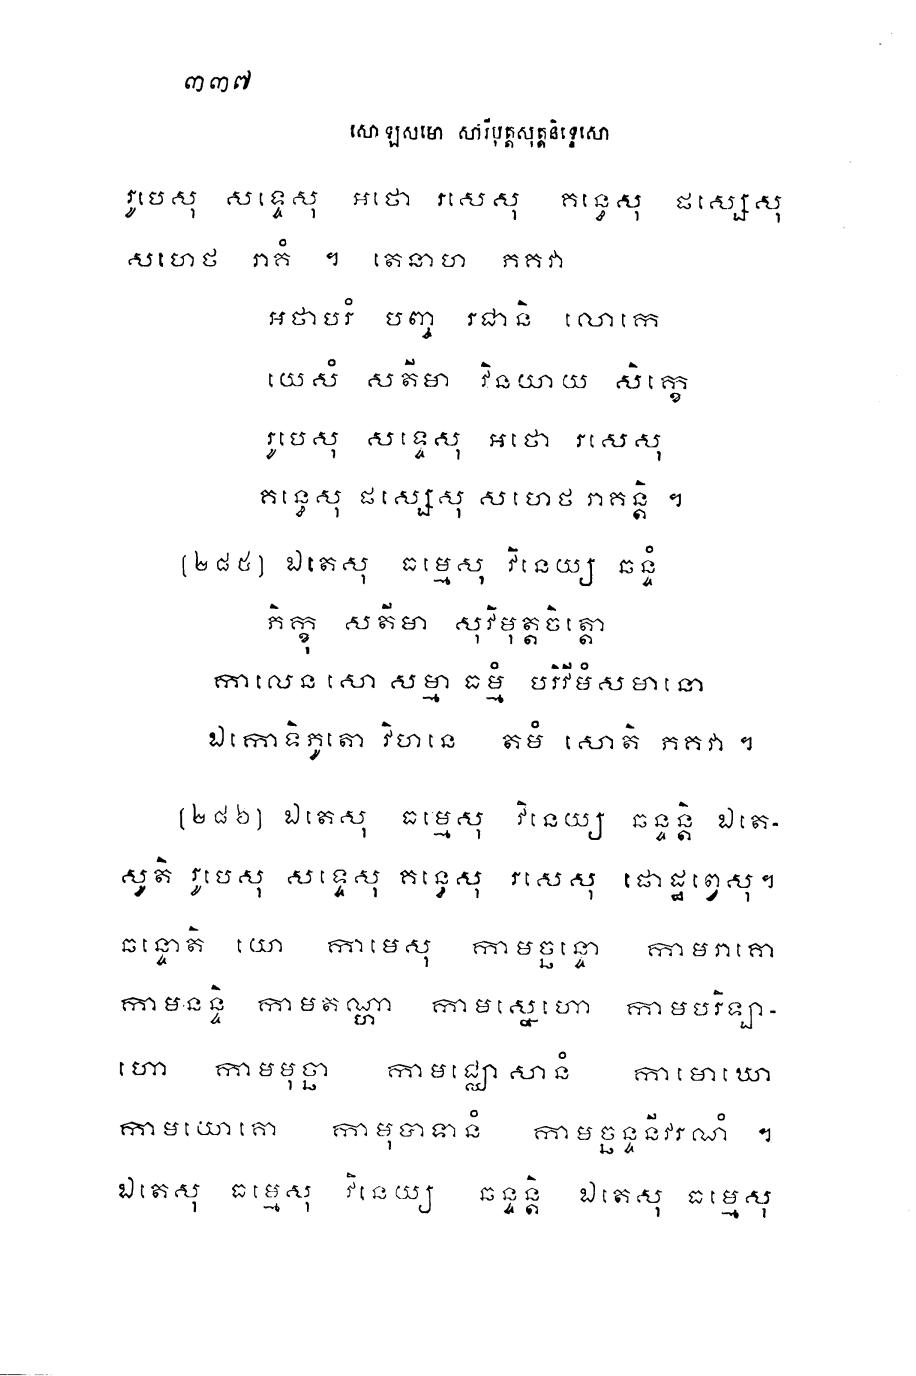 ៣៣៧
សោឡសមោ សារីបុត្តសុត្តនិទ្ទេសោ
រូបេសុ សទ្ទេសុ អថោ រសេសុ គន្ធេសុ ផស្សេសុ
សហេថ រាគំ ។ តេនាហ ភគវា
អថាបរំ បញ្ច រជានិ លោកេ
យេសំ សតីមា វិនយាយ សិក្ខេ
រូបេសុ សទ្ទេសុ អថោ រសេសុ
គន្ធេសុ ផស្សេសុ សហេថ រាគន្តិ ។
[២៨៥] ឯតេសុ ធម្មេសុ វិនេយ្យ ឆន្ទំ
ភិក្ខុ សតីមា សុវិមុត្តចិត្តោ
កាលេន សោ សម្មា ធម្មំ បរិវីមំសមានោ
ឯកោទិភូតោ វិហនេ តមំ សោតិ ភគវា ។
[២៨៦] ឯតេសុ ធម្មេសុ វិនេយ្យ ឆន្ទន្តិ ឯតេ-
សូតិ រូបេសុ សទ្ទេសុ គន្ធេសុ រសេសុ ផោដ្ឋព្វេសុ។
ឆន្ទោតិ យោ កាមេសុ កាមច្ឆន្ទោ កាមរាគោ
កាមនន្ទិ កាមតណ្ហា កាមស្នេហោ កាមបរិឡា-
ហោ កាមមុច្ឆា កាមជ្ឈោសានំ កាមោឃោ
កាមយោគោ កាមុបាទានំ កាមច្ឆន្ទនីវរណំ ។
ឯតេសុ ធម្មេសុ វិនេយ្យ ឆន្ទន្តិ ឯតេសុ ធម្មេសុ